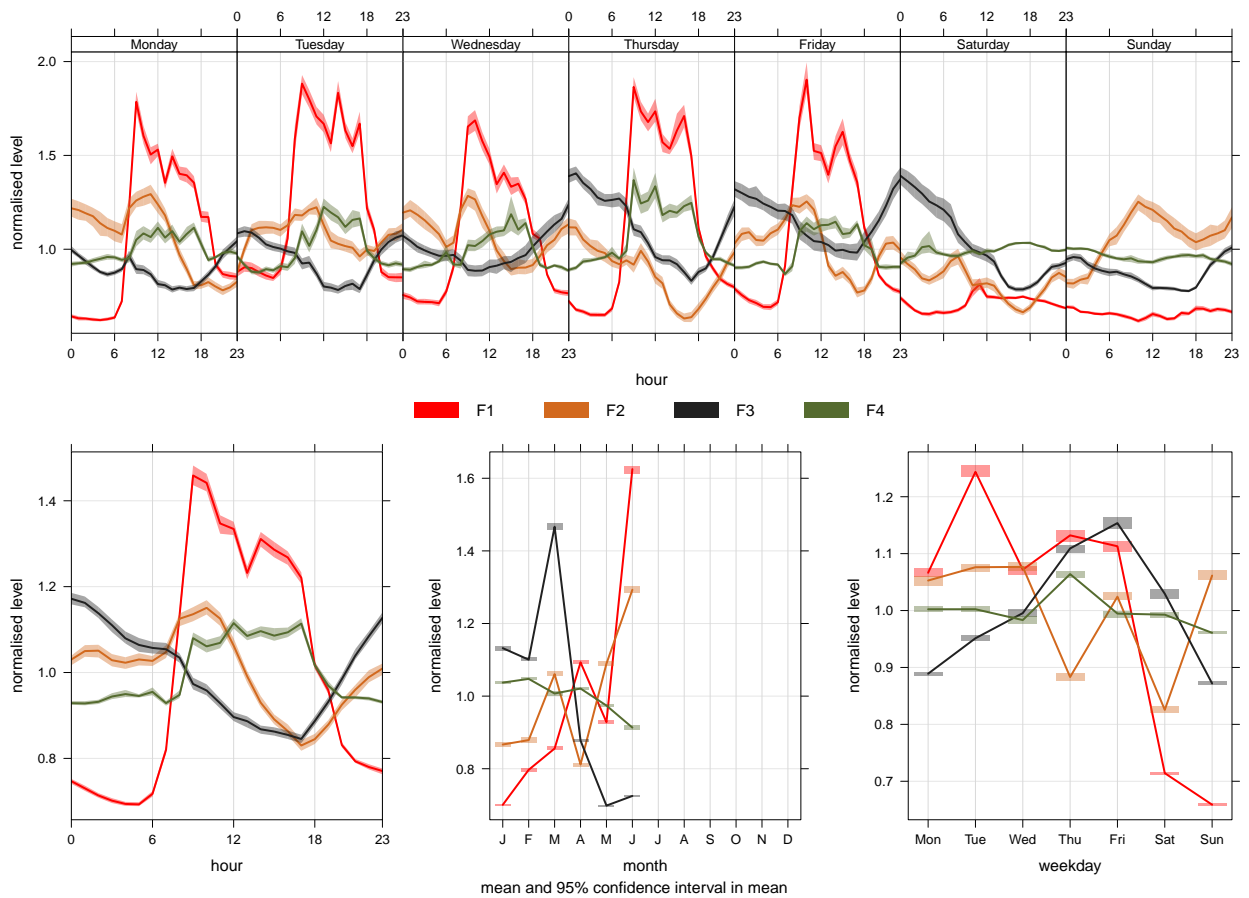 0 6 12 18 23 0 6 12 18 23 0 6 12 18 23
Monday Tuesday Wednesday Thursday Friday Saturday Sunday
2.0
1.5
1.0
normalised level
0 6 12 18 23 0 6 12 18 23 0 6 12 18 23 0 6 12 18 23
hour
F1 F2 F3 F4
1.4
1.2
1.0
0.8
normalised level
0 6 12 18 23
hour
1.6
1.4
1.2
1.0
0.8
normalised level
J F M A M J J A S O N D
month
mean and 95% confidence interval in mean
1.2
1.1
1.0
0.9
0.8
0.7
normalised level
Mon Tue Wed Thu Fri Sat Sun
weekday